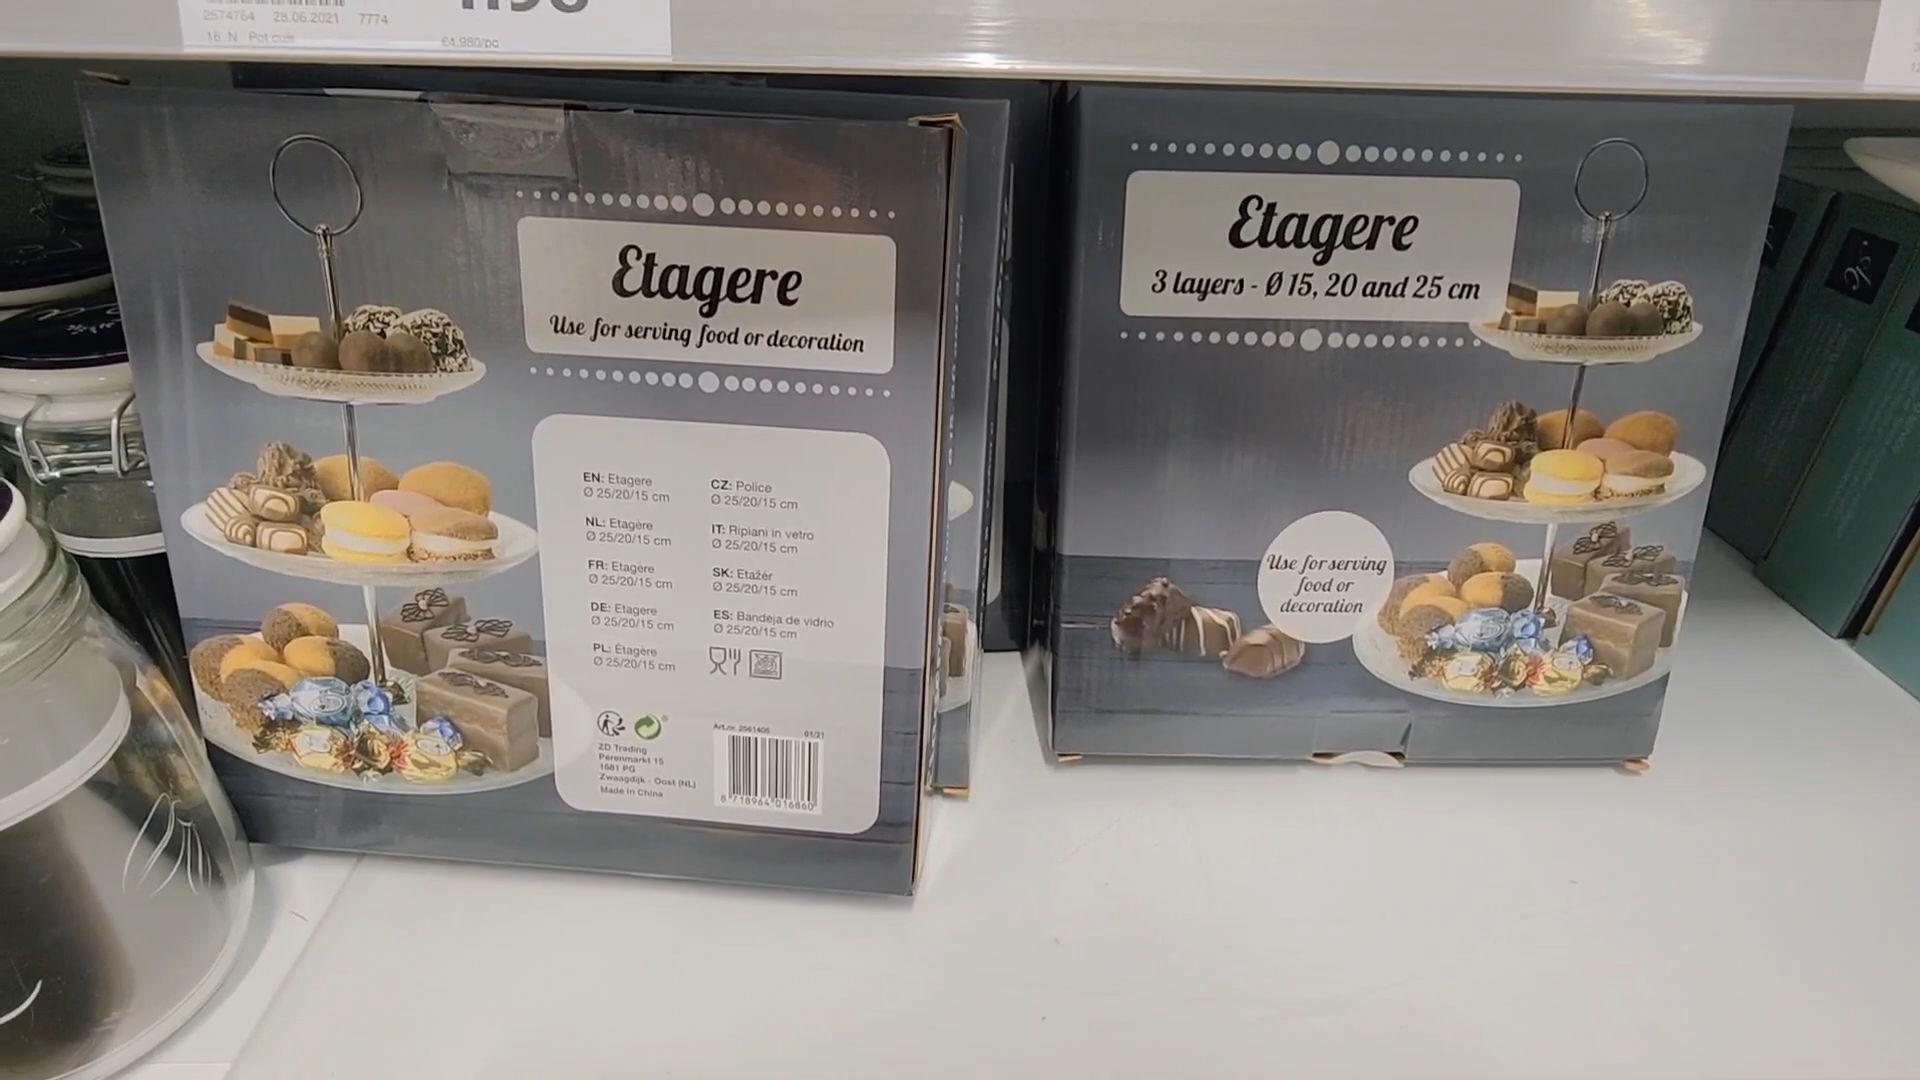 2574764 28.06.2021 7774
16 N Pot cum
€4,980/pc
Etagere
Use for serving food or decoration
EN: Etagere
Ø 25/20/15 cm
NL: Etagère
Ø 25/20/15 cm
FR: Etagère
Ø 25/20/15 cm
DE: Etagere
Ø 25/20/15 cm
PL: Étagère
Ø 25/20/15 cm
CZ: Police
Ø 25/20/15 cm
IT: Ripiani in vetro
Ø 25/20/15 cm
SK: Etažér
Ø 25/20/15 cm
ES: Bandeja de vidrio
Ø 25/20/15 cm
ZD Trading
Perenmarkt 15
1681 PG
Zwaagdijk - Oost (NL)
Made in China
Art.nr. 2561405 01/21
8 718964 016860
Etagere
3 layers - Ø 15, 20 and 25 cm
Use for serving
food or
decoration